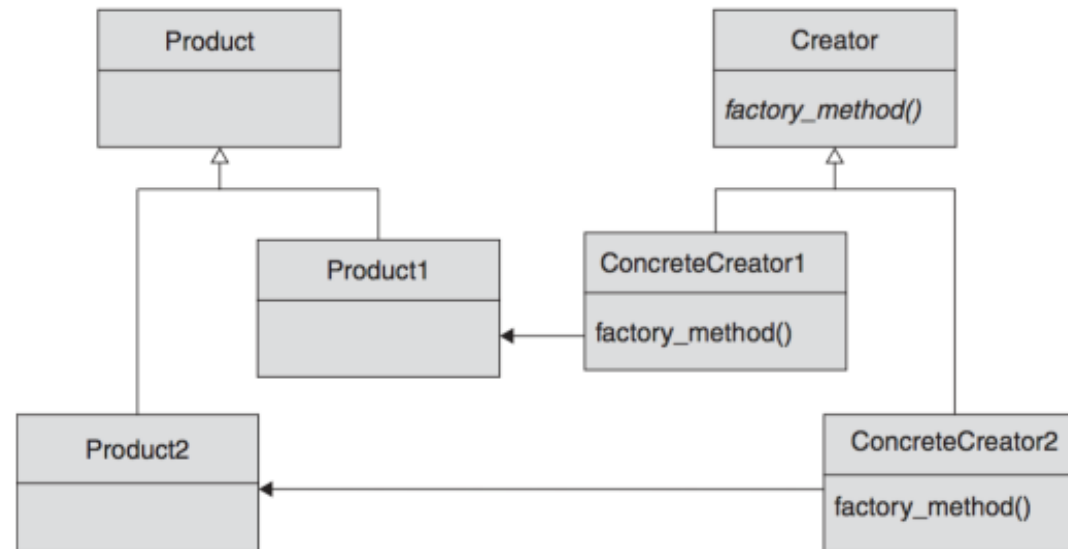 Product
Creator
factory_method()
Product1
ConcreteCreator1
factory_method()
Product2
ConcreteCreator2
factory_method()